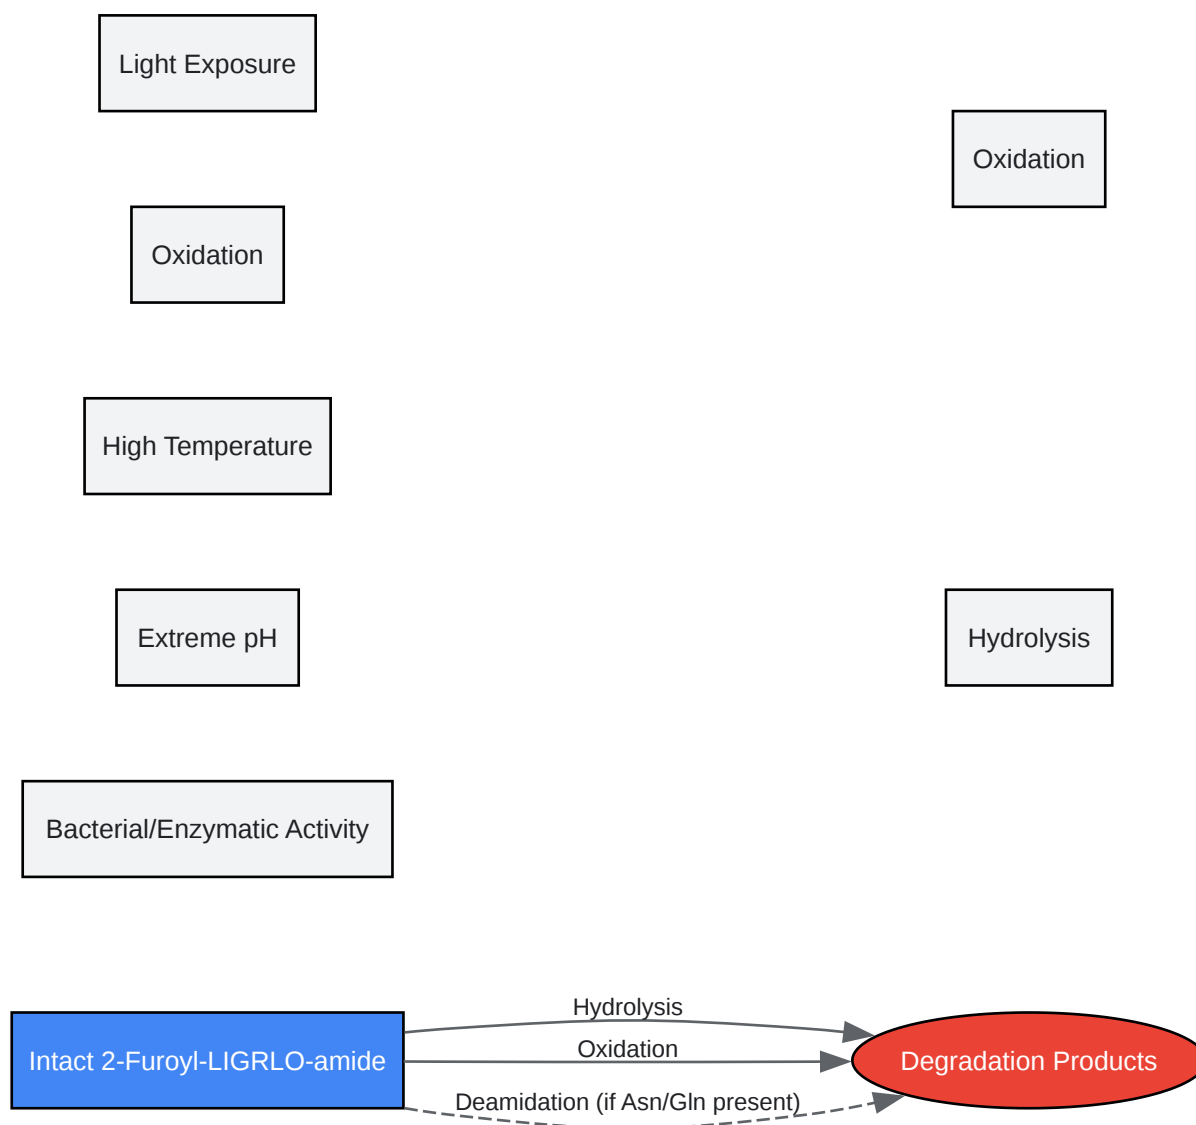 Light Exposure
Oxidation
Oxidation
High Temperature
Extreme pH
Hydrolysis
Bacterial/Enzymatic Activity
Hydrolysis
Intact 2-Furoyl-LIGRLO-amide
Oxidation
Degradation Products
Deamidation (if Asn/Gln present)